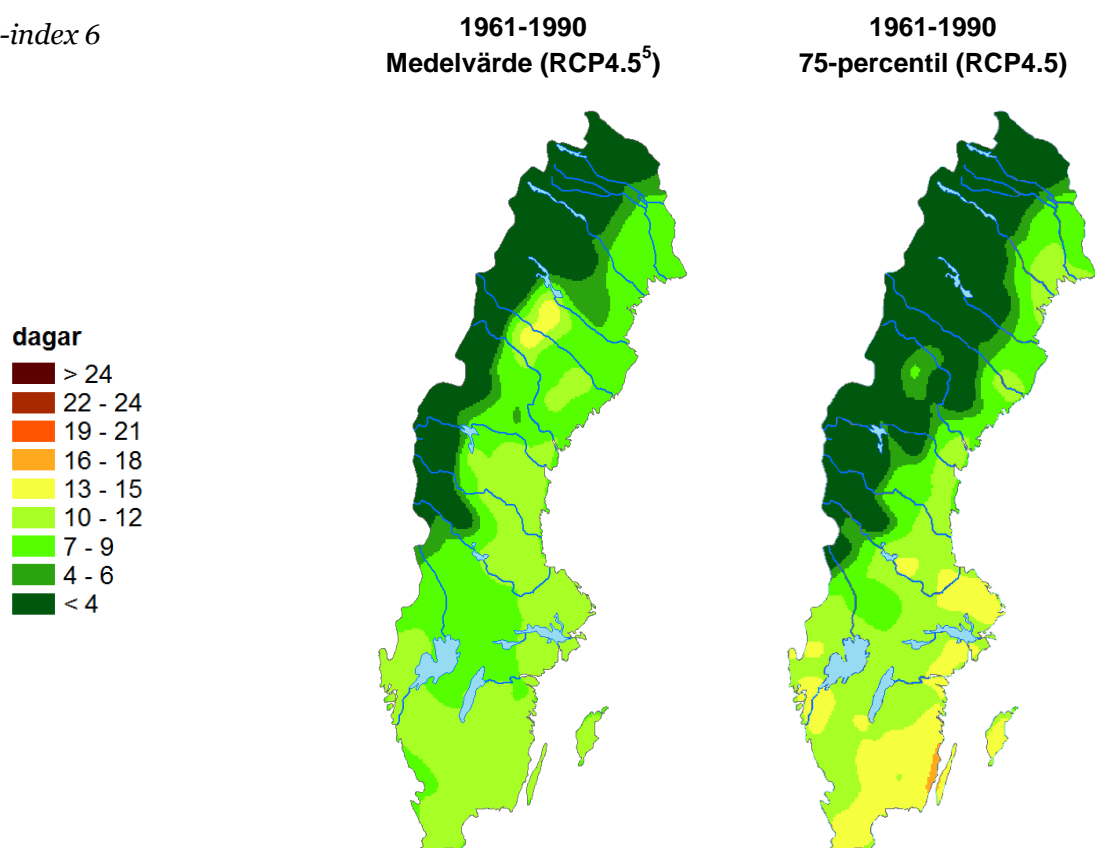 -index 6
1961-1990
Medelvärde (RCP4.5⁵)
1961-1990
75-percentil (RCP4.5)
dagar
> 24
22 - 24
19 - 21
16 - 18
13 - 15
10 - 12
7 - 9
4 - 6
< 4